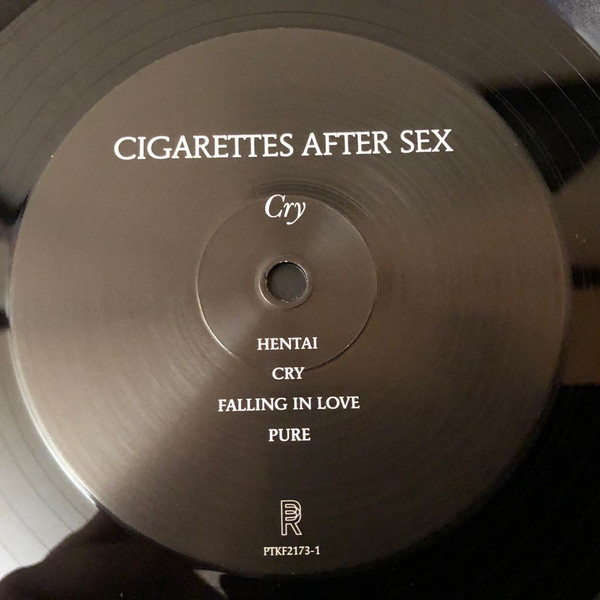 CIGARETTES AFTER SEX
Cry
HENTAI
CRY
FALLING IN LOVE
PURE
PTKF2173-1